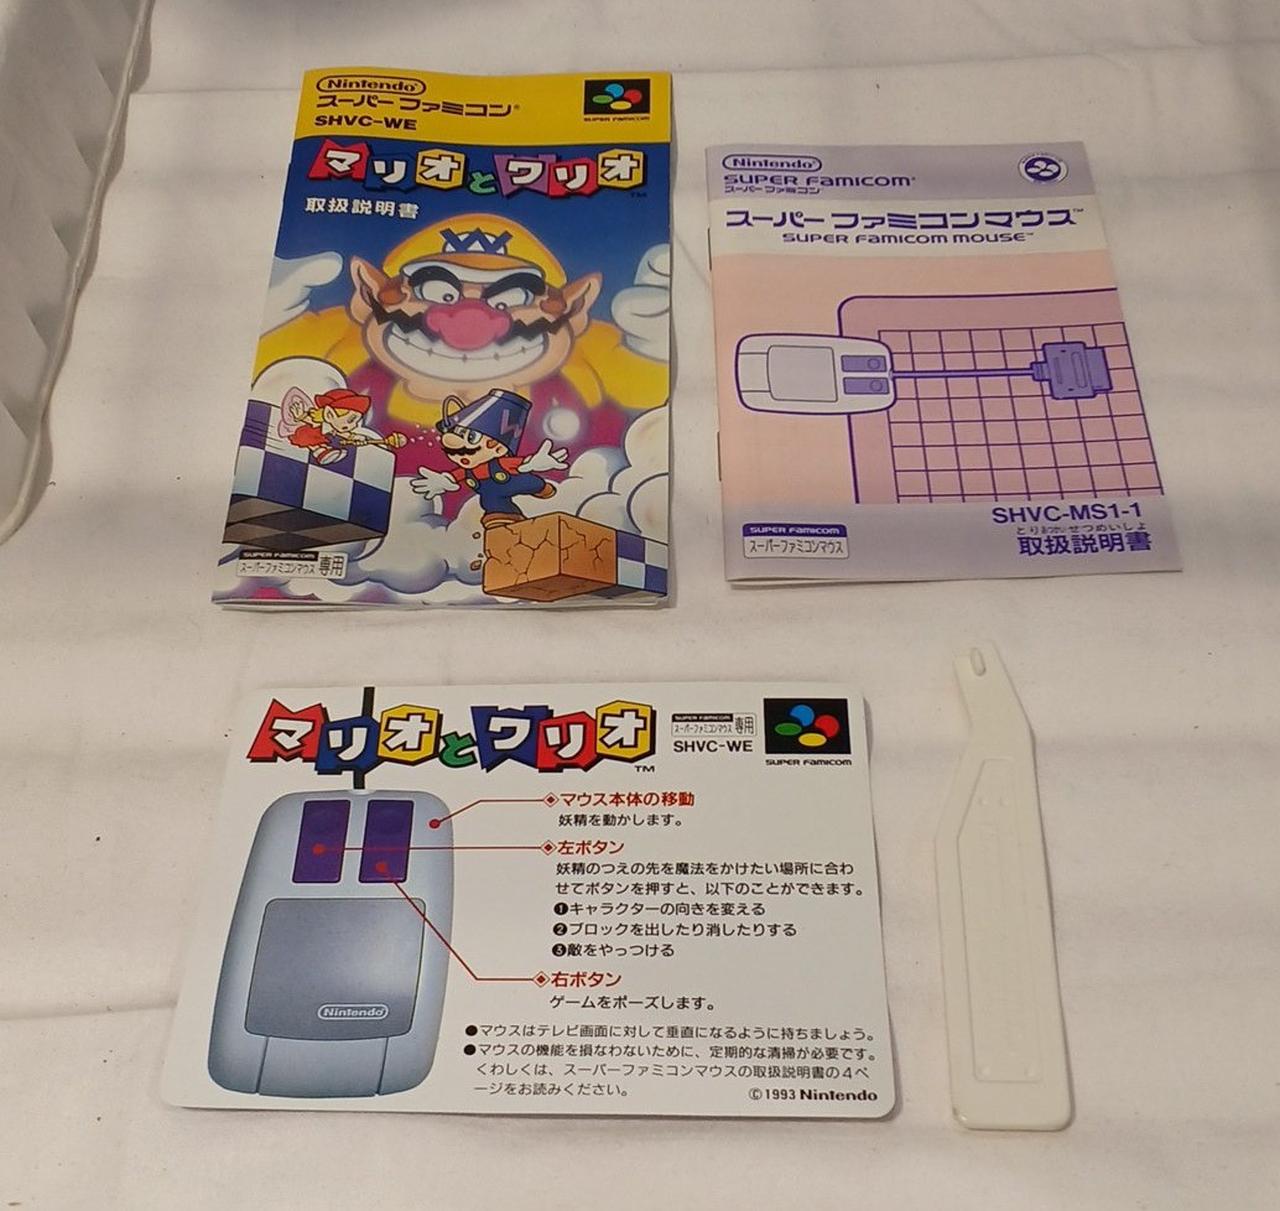 Nintendo®
スーパーファミコン®
SHVC-WE
SUPER FAMICOM
マリオとワリオ
TM
取扱説明書
W
W
SUPER FAMICOM
スーパーファミコンマウス 専用
Nintendo®
SUPER FAMICOM®
スーパーファミコン
スーパーファミコンマウス™
SUPER FAMICOM MOUSE™
SHVC-MS1-1
とりあつかいせつめいしょ
取扱説明書
SUPER FAMICOM
スーパーファミコンマウス
マリオとワリオ
TM
SUPER FAMICOM
スーパーファミコンマウス 専用
SHVC-WE
SUPER FAMICOM
マウス本体の移動
妖精を動かします。
左ボタン
妖精のつえの先を魔法をかけたい場所に合わ
せてボタンを押すと、以下のことができます。
❶キャラクターの向きを変える
❷ブロックを出したり消したりする
❸敵をやっつける
右ボタン
ゲームをポーズします。
Nintendo®
●マウスはテレビ画面に対して垂直になるように持ちましょう。
●マウスの機能を損なわないために、定期的な清掃が必要です。
くわしくは、スーパーファミコンマウスの取扱説明書の4ペ
ージをお読みください。
©1993 Nintendo